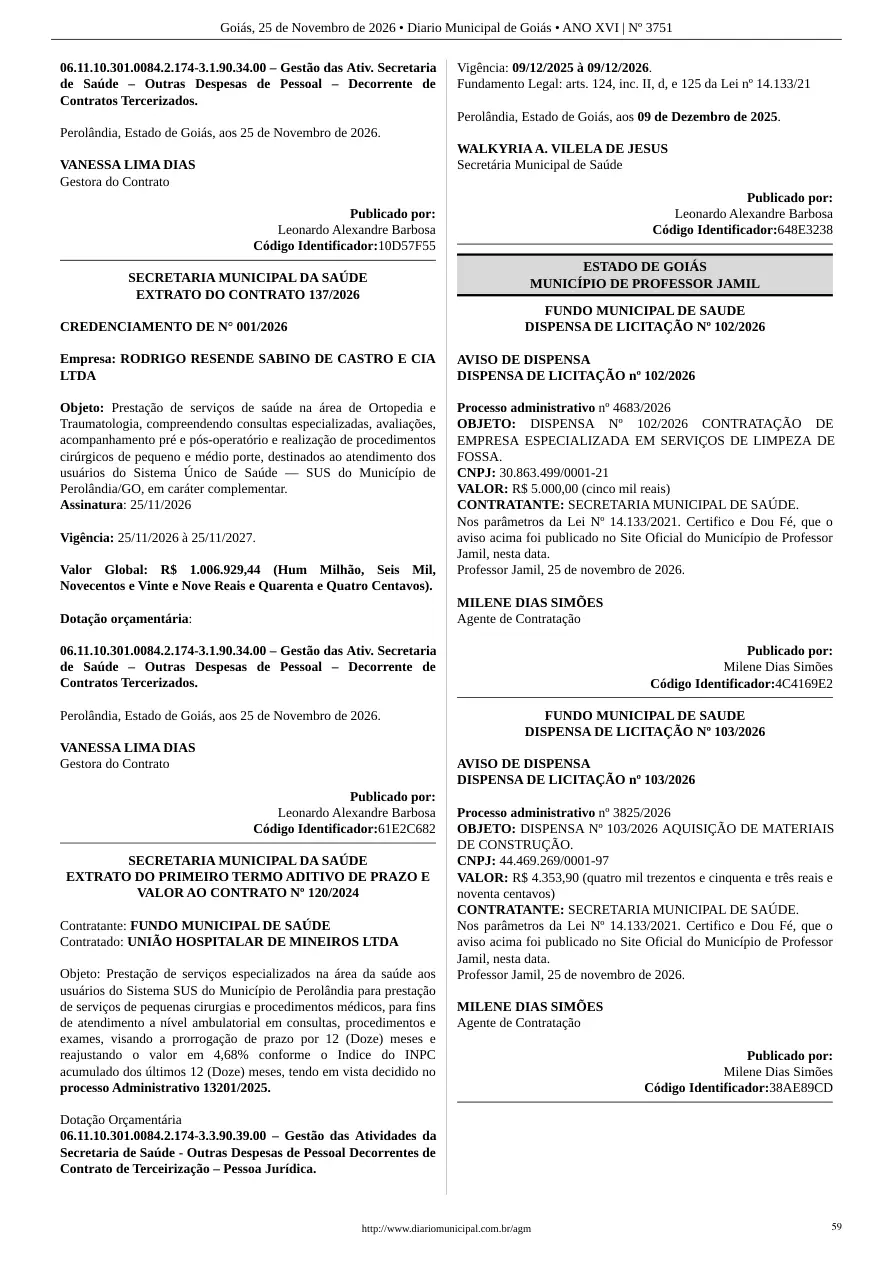 Goiás, 25 de Novembro de 2026 • Diario Municipal de Goiás • ANO XVI | Nº 3751
06.11.10.301.0084.2.174-3.1.90.34.00 – Gestão das Ativ. Secretaria
de Saúde – Outras Despesas de Pessoal – Decorrente de
Contratos Tercerizados.
Perolândia, Estado de Goiás, aos 25 de Novembro de 2026.
VANESSA LIMA DIAS
Gestora do Contrato
Publicado por:
Leonardo Alexandre Barbosa
Código Identificador:10D57F55
SECRETARIA MUNICIPAL DA SAÚDE
EXTRATO DO CONTRATO 137/2026
CREDENCIAMENTO DE N° 001/2026
Empresa: RODRIGO RESENDE SABINO DE CASTRO E CIA
LTDA
Objeto: Prestação de serviços de saúde na área de Ortopedia e
Traumatologia, compreendendo consultas especializadas, avaliações,
acompanhamento pré e pós-operatório e realização de procedimentos
cirúrgicos de pequeno e médio porte, destinados ao atendimento dos
usuários do Sistema Único de Saúde — SUS do Município de
Perolândia/GO, em caráter complementar.
Assinatura: 25/11/2026
Vigência: 25/11/2026 à 25/11/2027.
Valor Global: R$ 1.006.929,44 (Hum Milhão, Seis Mil,
Novecentos e Vinte e Nove Reais e Quarenta e Quatro Centavos).
Dotação orçamentária:
06.11.10.301.0084.2.174-3.1.90.34.00 – Gestão das Ativ. Secretaria
de Saúde – Outras Despesas de Pessoal – Decorrente de
Contratos Tercerizados.
Perolândia, Estado de Goiás, aos 25 de Novembro de 2026.
VANESSA LIMA DIAS
Gestora do Contrato
Publicado por:
Leonardo Alexandre Barbosa
Código Identificador:61E2C682
SECRETARIA MUNICIPAL DA SAÚDE
EXTRATO DO PRIMEIRO TERMO ADITIVO DE PRAZO E
VALOR AO CONTRATO Nº 120/2024
Contratante: FUNDO MUNICIPAL DE SAÚDE
Contratado: UNIÃO HOSPITALAR DE MINEIROS LTDA
Objeto: Prestação de serviços especializados na área da saúde aos
usuários do Sistema SUS do Município de Perolândia para prestação
de serviços de pequenas cirurgias e procedimentos médicos, para fins
de atendimento a nível ambulatorial em consultas, procedimentos e
exames, visando a prorrogação de prazo por 12 (Doze) meses e
reajustando o valor em 4,68% conforme o Indice do INPC
acumulado dos últimos 12 (Doze) meses, tendo em vista decidido no
processo Administrativo 13201/2025.
Dotação Orçamentária
06.11.10.301.0084.2.174-3.3.90.39.00 – Gestão das Atividades da
Secretaria de Saúde - Outras Despesas de Pessoal Decorrentes de
Contrato de Terceirização – Pessoa Jurídica.
Vigência: 09/12/2025 à 09/12/2026.
Fundamento Legal: arts. 124, inc. II, d, e 125 da Lei nº 14.133/21
Perolândia, Estado de Goiás, aos 09 de Dezembro de 2025.
WALKYRIA A. VILELA DE JESUS
Secretária Municipal de Saúde
Publicado por:
Leonardo Alexandre Barbosa
Código Identificador:648E3238
ESTADO DE GOIÁS
MUNICÍPIO DE PROFESSOR JAMIL
FUNDO MUNICIPAL DE SAUDE
DISPENSA DE LICITAÇÃO Nº 102/2026
AVISO DE DISPENSA
DISPENSA DE LICITAÇÃO nº 102/2026
Processo administrativo nº 4683/2026
OBJETO: DISPENSA Nº 102/2026 CONTRATAÇÃO DE
EMPRESA ESPECIALIZADA EM SERVIÇOS DE LIMPEZA DE
FOSSA.
CNPJ: 30.863.499/0001-21
VALOR: R$ 5.000,00 (cinco mil reais)
CONTRATANTE: SECRETARIA MUNICIPAL DE SAÚDE.
Nos parâmetros da Lei Nº 14.133/2021. Certifico e Dou Fé, que o
aviso acima foi publicado no Site Oficial do Município de Professor
Jamil, nesta data.
Professor Jamil, 25 de novembro de 2026.
MILENE DIAS SIMÕES
Agente de Contratação
Publicado por:
Milene Dias Simões
Código Identificador:4C4169E2
FUNDO MUNICIPAL DE SAUDE
DISPENSA DE LICITAÇÃO Nº 103/2026
AVISO DE DISPENSA
DISPENSA DE LICITAÇÃO nº 103/2026
Processo administrativo nº 3825/2026
OBJETO: DISPENSA Nº 103/2026 AQUISIÇÃO DE MATERIAIS
DE CONSTRUÇÃO.
CNPJ: 44.469.269/0001-97
VALOR: R$ 4.353,90 (quatro mil trezentos e cinquenta e três reais e
noventa centavos)
CONTRATANTE: SECRETARIA MUNICIPAL DE SAÚDE.
Nos parâmetros da Lei Nº 14.133/2021. Certifico e Dou Fé, que o
aviso acima foi publicado no Site Oficial do Município de Professor
Jamil, nesta data.
Professor Jamil, 25 de novembro de 2026.
MILENE DIAS SIMÕES
Agente de Contratação
Publicado por:
Milene Dias Simões
Código Identificador:38AE89CD
http://www.diariomunicipal.com.br/agm
59